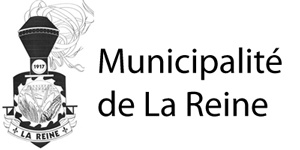 1917
LA REINE
Municipalité
de La Reine